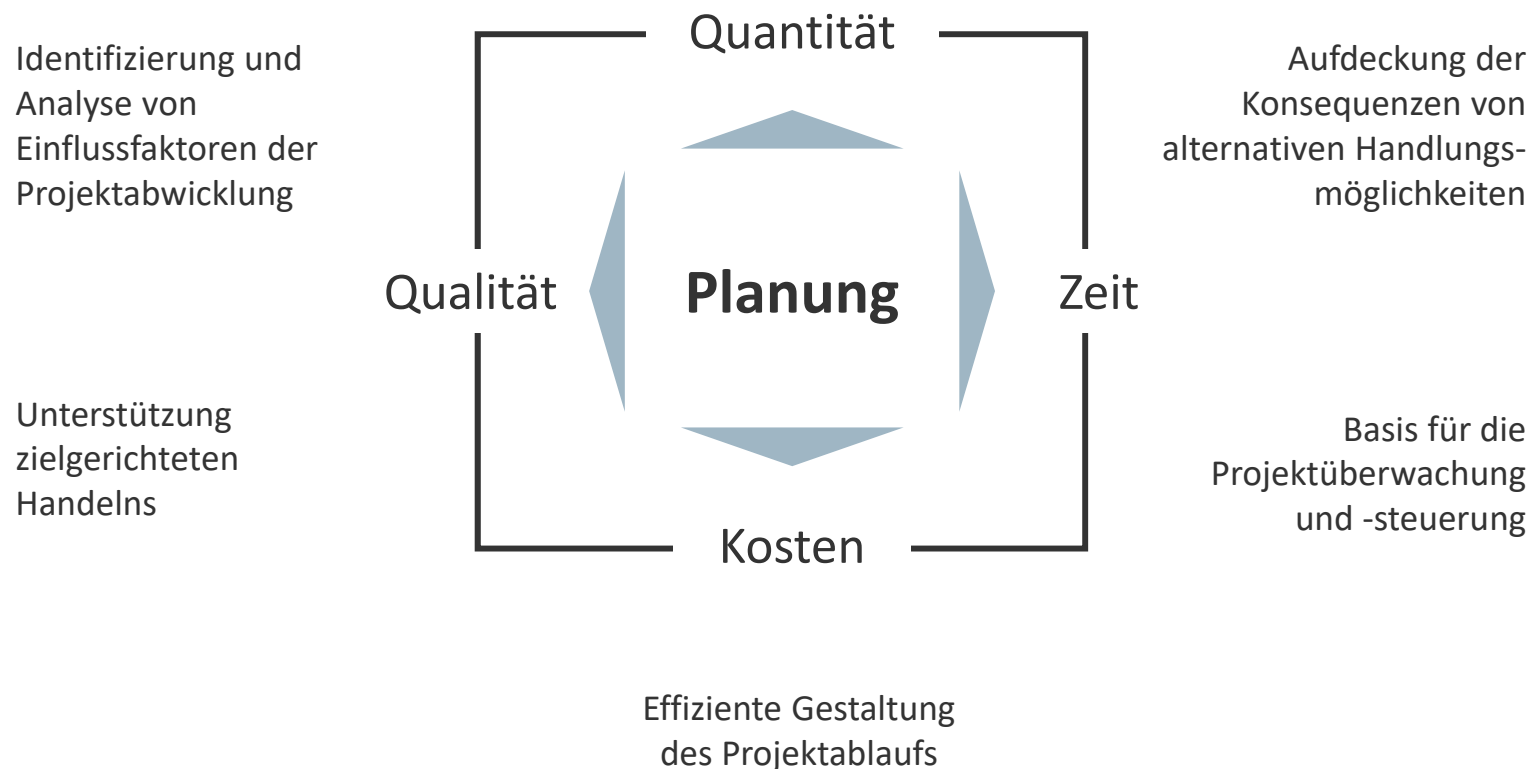 Quantität
Identifizierung und
Analyse von
Einflussfaktoren der
Projektabwicklung
Aufdeckung der
Konsequenzen von
alternativen Handlungs-
möglichkeiten
Qualität
Planung
Zeit
Unterstützung
zielgerichteten
Handelns
Basis für die
Projektüberwachung
und -steuerung
Kosten
Effiziente Gestaltung
des Projektablaufs